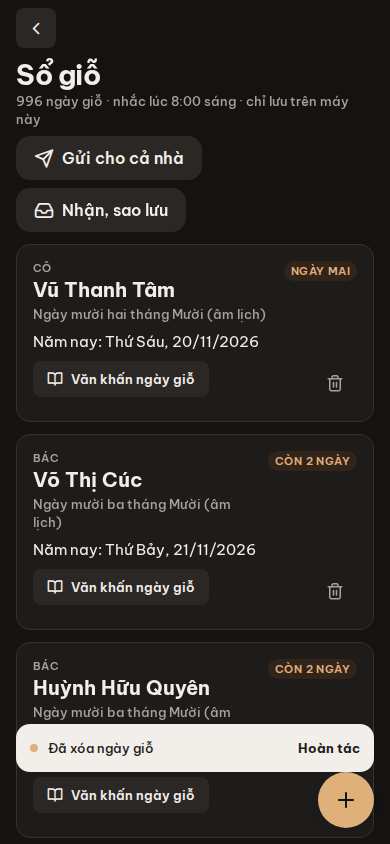 Sổ giỗ
996 ngày giỗ · nhắc lúc 8:00 sáng · chỉ lưu trên máy
này
Gửi cho cả nhà
Nhận, sao lưu
CÔ
NGÀY MAI
Vũ Thanh Tâm
Ngày mười hai tháng Mười (âm lịch)
Năm nay: Thứ Sáu, 20/11/2026
Văn khấn ngày giỗ
BÁC
CÒN 2 NGÀY
Võ Thị Cúc
Ngày mười ba tháng Mười (âm
lịch)
Năm nay: Thứ Bảy, 21/11/2026
Văn khấn ngày giỗ
BÁC
CÒN 2 NGÀY
Huỳnh Hữu Quyên
Ngày mười ba tháng Mười (âm
Đã xóa ngày giỗ
Hoàn tác
Văn khấn ngày giỗ